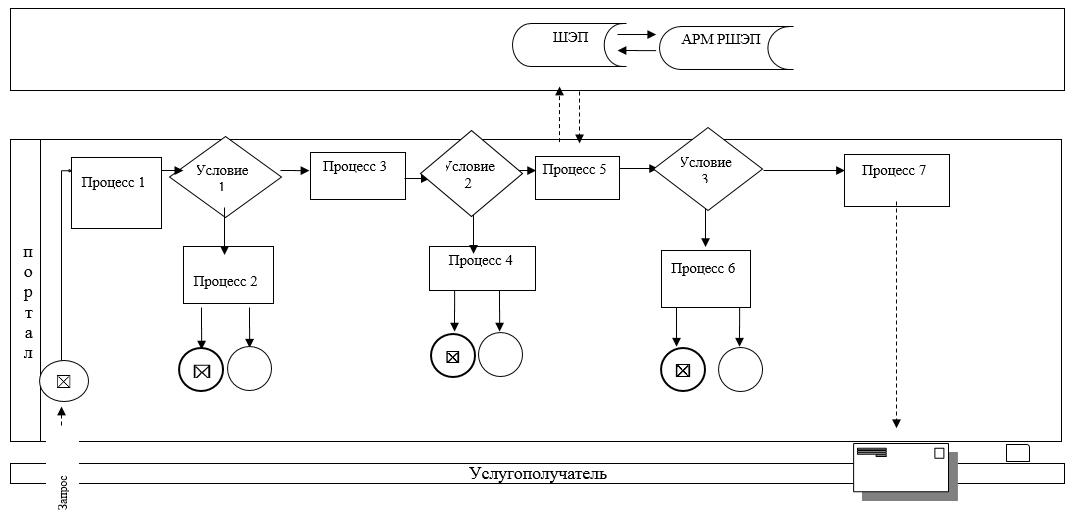 ШЭП
АРМ РШЭП
Процесс 1
Условие
1
Процесс 3
Условие
2
Процесс 5
Условие
3
Процесс 7
Процесс 2
Процесс 4
Процесс 6
портал
Запрос
Услугополучатель